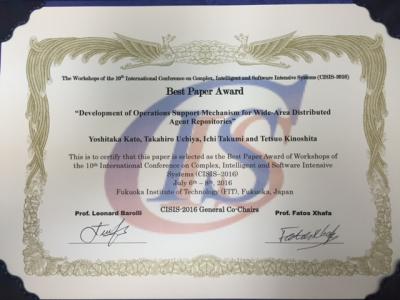 The Workshops of the 10th International Conference on Complex, Intelligent and Software Intensive Systems (CISIS-2016)
Best Paper Award
"Development of Operations Support Mechanism for Wide-Area Distributed
Agent Repositories"
Yoshitaka Kato, Takahiro Uchiya, Ichi Takumi and Tetsuo Kinoshita
This is to certify that this paper is selected as the Best Paper Award of Workshops of
the 10th International Conference on Complex, Intelligent and Software Intensive
Systems (CISIS-2016)
July 6th – 8th, 2016
Fukuoka Institute of Technology (FIT), Fukuoka, Japan
CISIS-2016 General Co-Chairs
Prof. Leonard Barolli Prof. Fatos Xhafa